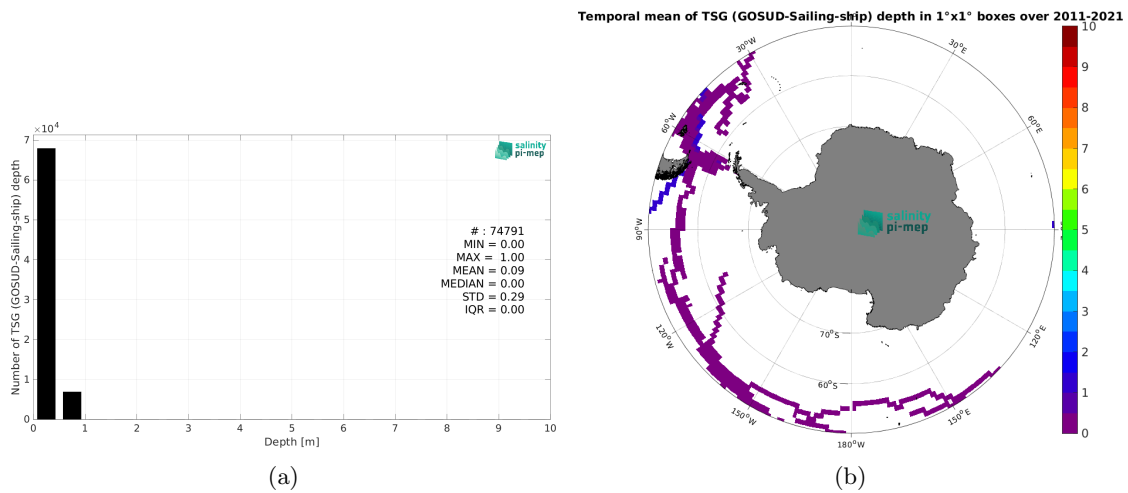 Temporal mean of TSG (GOSUD-Sailing-ship) depth in 1°x1° boxes over 2011-2021
×10⁴
7
6
5
4
3
2
1
0
Number of TSG (GOSUD-Sailing-ship) depth
0 1 2 3 4 5 6 7 8 9 10
Depth [m]
salinity
pi-mep
# : 74791
MIN = 0.00
MAX = 1.00
MEAN = 0.09
MEDIAN = 0.00
STD = 0.29
IQR = 0.00
30°W
30°E
60°W
60°E
90°W
120°W
120°E
150°W
150°E
180°W
70°S
60°S
salinity
pi-mep
10
9
8
7
6
5
4
3
2
1
0
(a)
(b)